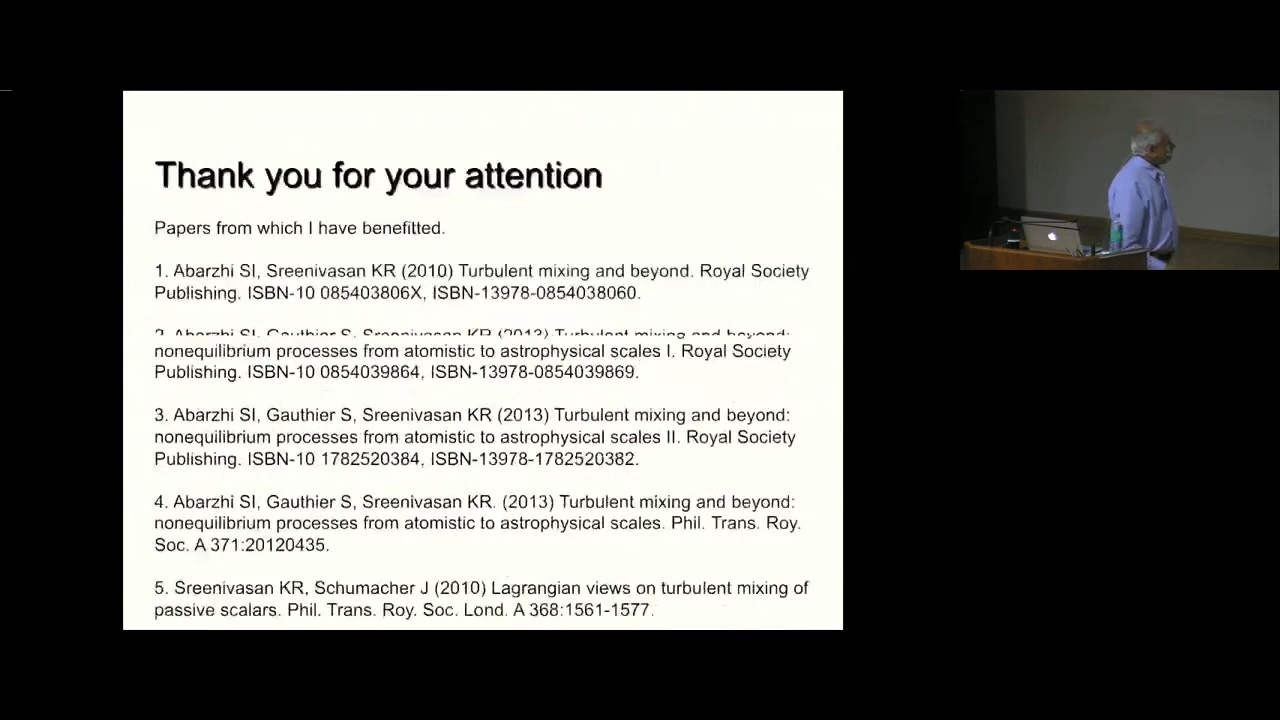 Thank you for your attention
Papers from which I have benefitted.
1. Abarzhi SI, Sreenivasan KR (2010) Turbulent mixing and beyond. Royal Society
Publishing. ISBN-10 085403806X, ISBN-13978-0854038060.
2. Abarzhi SI, Gauthier S, Sreenivasan KR (2013) Turbulent mixing and beyond:
nonequilibrium processes from atomistic to astrophysical scales I. Royal Society
Publishing. ISBN-10 0854039864, ISBN-13978-0854039869.
3. Abarzhi SI, Gauthier S, Sreenivasan KR (2013) Turbulent mixing and beyond:
nonequilibrium processes from atomistic to astrophysical scales II. Royal Society
Publishing. ISBN-10 1782520384, ISBN-13978-1782520382.
4. Abarzhi SI, Gauthier S, Sreenivasan KR. (2013) Turbulent mixing and beyond:
nonequilibrium processes from atomistic to astrophysical scales. Phil. Trans. Roy.
Soc. A 371:20120435.
5. Sreenivasan KR, Schumacher J (2010) Lagrangian views on turbulent mixing of
passive scalars. Phil. Trans. Roy. Soc. Lond. A 368:1561-1577.